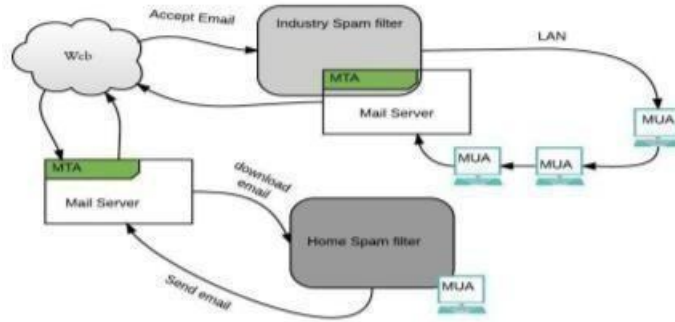 Accept Email
Industry Spam filter
Web
LAN
MTA
Mail Server
MUA
MUA
MUA
MTA
Mail Server
download
email
Home Spam filter
Send email
MUA